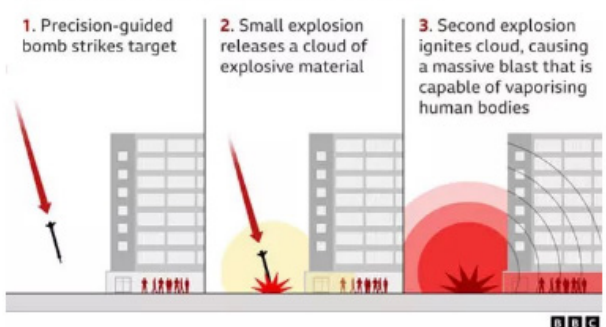 1. Precision-guided
bomb strikes target
2. Small explosion
releases a cloud of
explosive material
3. Second explosion
ignites cloud, causing
a massive blast that is
capable of vaporising
human bodies
BBC